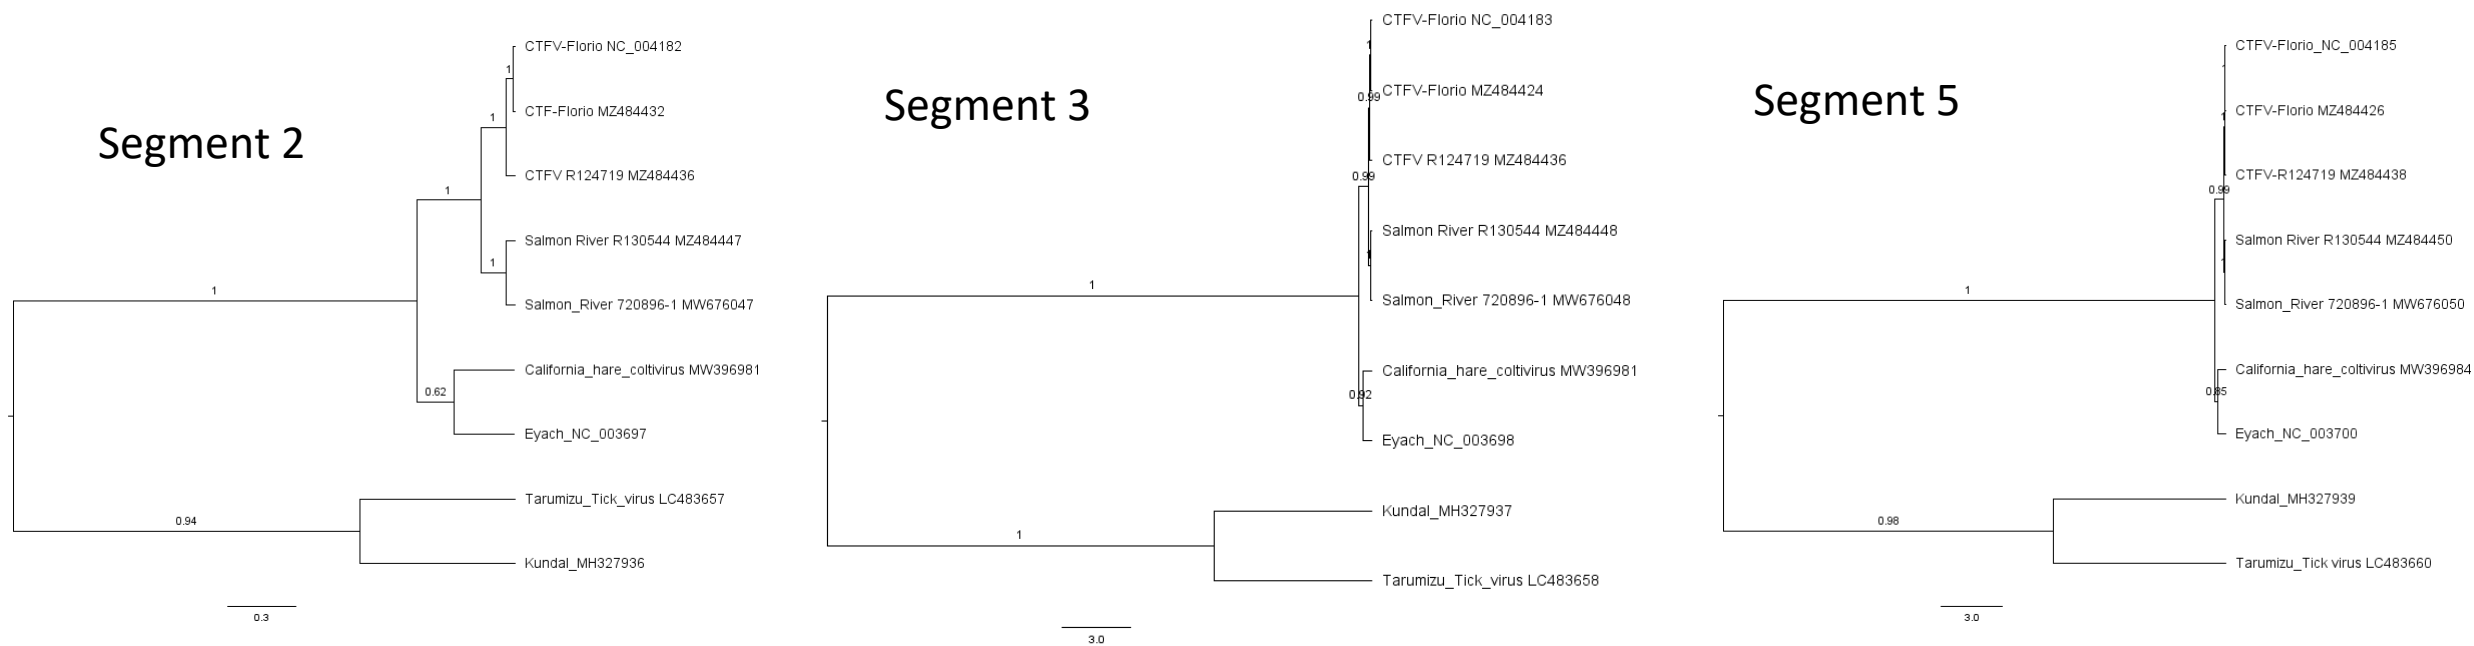 Segment 2
CTFV-Florio NC_004182
1
CTF-Florio MZ484432
1
CTFV R124719 MZ484436
1
Salmon River R130544 MZ484447
1
Salmon_River 720896-1 MW676047
1
California_hare_coltivirus MW396981
0.62
Eyach_NC_003697
Tarumizu_Tick_virus LC483657
0.94
Kundal_MH327936
0.3
Segment 3
CTFV-Florio NC_004183
1
CTFV-Florio MZ484424
0.99
CTFV R124719 MZ484436
0.99
Salmon River R130544 MZ484448
1
Salmon_River 720896-1 MW676048
1
California_hare_coltivirus MW396981
0.92
Eyach_NC_003698
Kundal_MH327937
1
Tarumizu_Tick_virus LC483658
3.0
Segment 5
CTFV-Florio_NC_004185
CTFV-Florio MZ484426
1
CTFV-R124719 MZ484438
0.99
Salmon River R130544 MZ484450
Salmon_River 720896-1 MW676050
1
California_hare_coltivirus MW396984
0.85
Eyach_NC_003700
Kundal_MH327939
0.98
Tarumizu_Tick virus LC483660
3.0